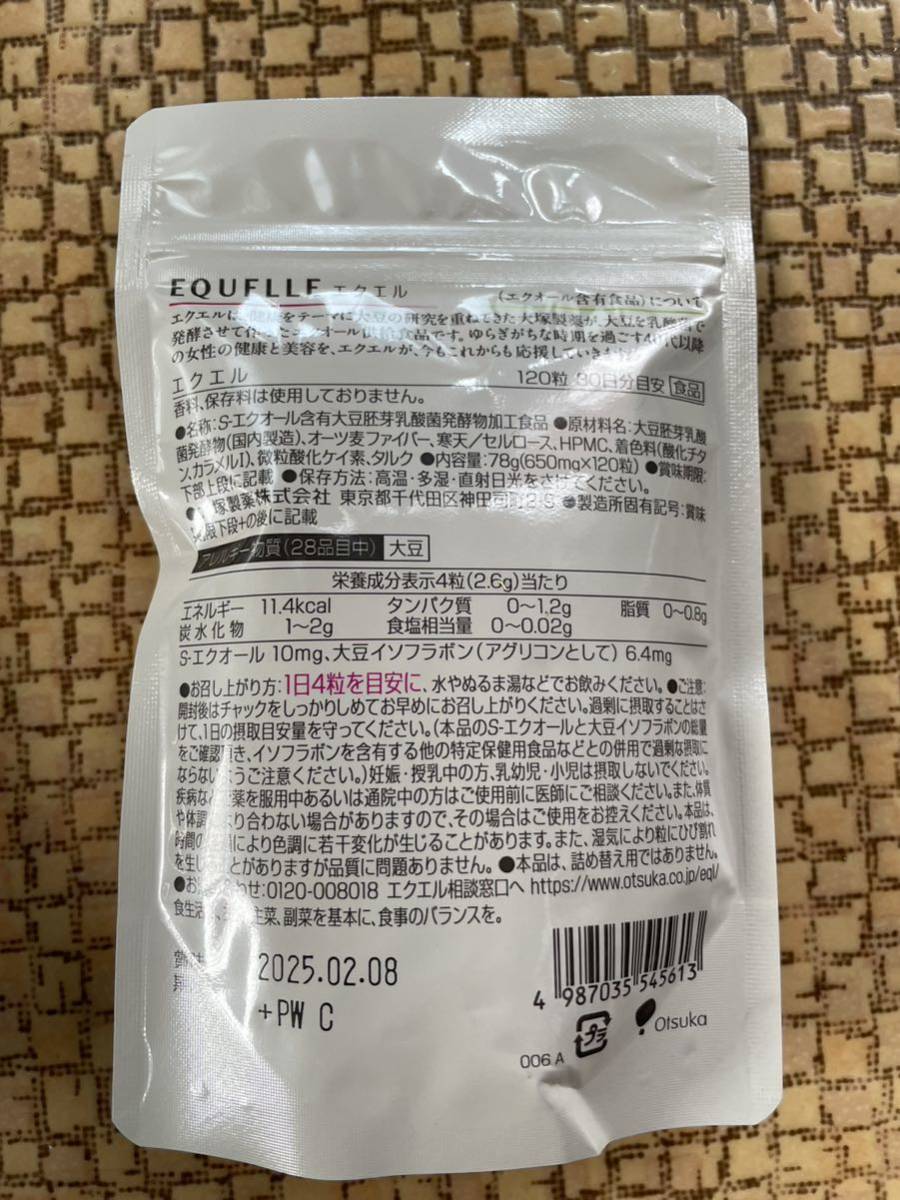 EQUELLE エクエル
(エクオール含有食品)について
エクエルは、健康をテーマに大豆の研究を重ねてきた大塚製薬が、大豆を乳酸菌で
発酵させて作ったエクオール供給食品です。ゆらぎがちな時期を過ごす40代以降
の女性の健康と美容を、エクエルが、今もこれからも応援していきます
エクエル 120粒 30日分目安 食品
香料、保存料は使用しておりません。
●名称:S-エクオール含有大豆胚芽乳酸菌発酵物加工食品 ●原材料名:大豆胚芽乳酸
菌発酵物(国内製造)、オーツ麦ファイバー、寒天/セルロース、HPMC、着色料(酸化チタ
ン、カラメルI)、微粒酸化ケイ素、タルク ●内容量:78g(650mg×120粒) ●賞味期限:
下部上段に記載 ●保存方法:高温・多湿・直射日光をさけてください。
塚製薬株式会社 東京都千代田区神田司町2-9 ●製造所固有記号:賞味
限下段+の後に記載
アレルギー物質(28品目中) 大豆
栄養成分表示4粒(2.6g)当たり
エネルギー 11.4kcal タンパク質 0〜1.2g 脂質 0〜0.8g
炭水化物 1〜2g 食塩相当量 0〜0.02g
S-エクオール 10mg、大豆イソフラボン(アグリコンとして) 6.4mg
●お召し上がり方:1日4粒を目安に、水やぬるま湯などでお飲みください。●ご注意:
開封後はチャックをしっかりしめてお早めにお召し上がりください。過剰に摂取することはさ
けて、1日の摂取目安量を守ってください。(本品のS-エクオールと大豆イソフラボンの総量
をご確認頂き、イソフラボンを含有する他の特定保健用食品などとの併用で過剰な摂取に
ならないようご注意ください。)妊娠・授乳中の方、乳幼児・小児は摂取しないでください。
疾病など 薬を服用中あるいは通院中の方はご使用前に医師にご相談ください。また、体質
や体調により合わない場合がありますので、その場合はご使用をお控えください。本品は、
時間の により色調に若干変化が生じることがあります。また、湿気により粒にひび割れ
を生じ とがありますが品質に問題ありません。●本品は、詰め替え用ではありません。
●お わせ:0120-008018 エクエル相談窓口へ https://www.otsuka.co.jp/eql/
食生活 、 主菜、副菜を基本に、食事のバランスを。
賞味
期
2025.02.08
+PW C
4 987035 545613
プラ
Otsuka
006 A